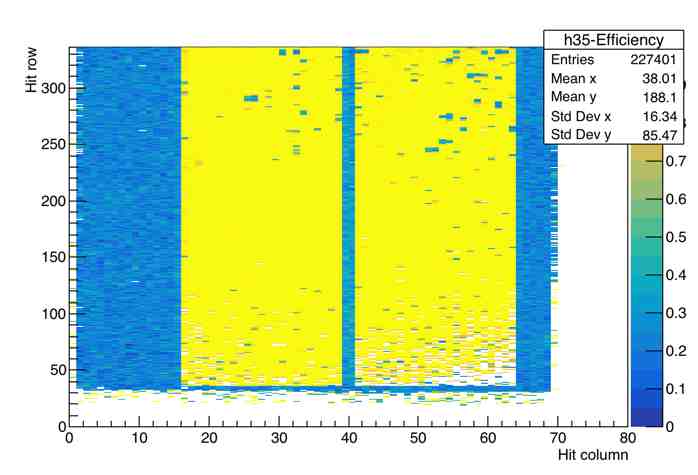 h35-Efficiency
Entries 227401
Mean x 38.01
Mean y 188.1
Std Dev x 16.34
Std Dev y 85.47
Hit row
300
250
200
150
100
50
0
0 10 20 30 40 50 60 70 80
Hit column
0.7
0.6
0.5
0.4
0.3
0.2
0.1
0